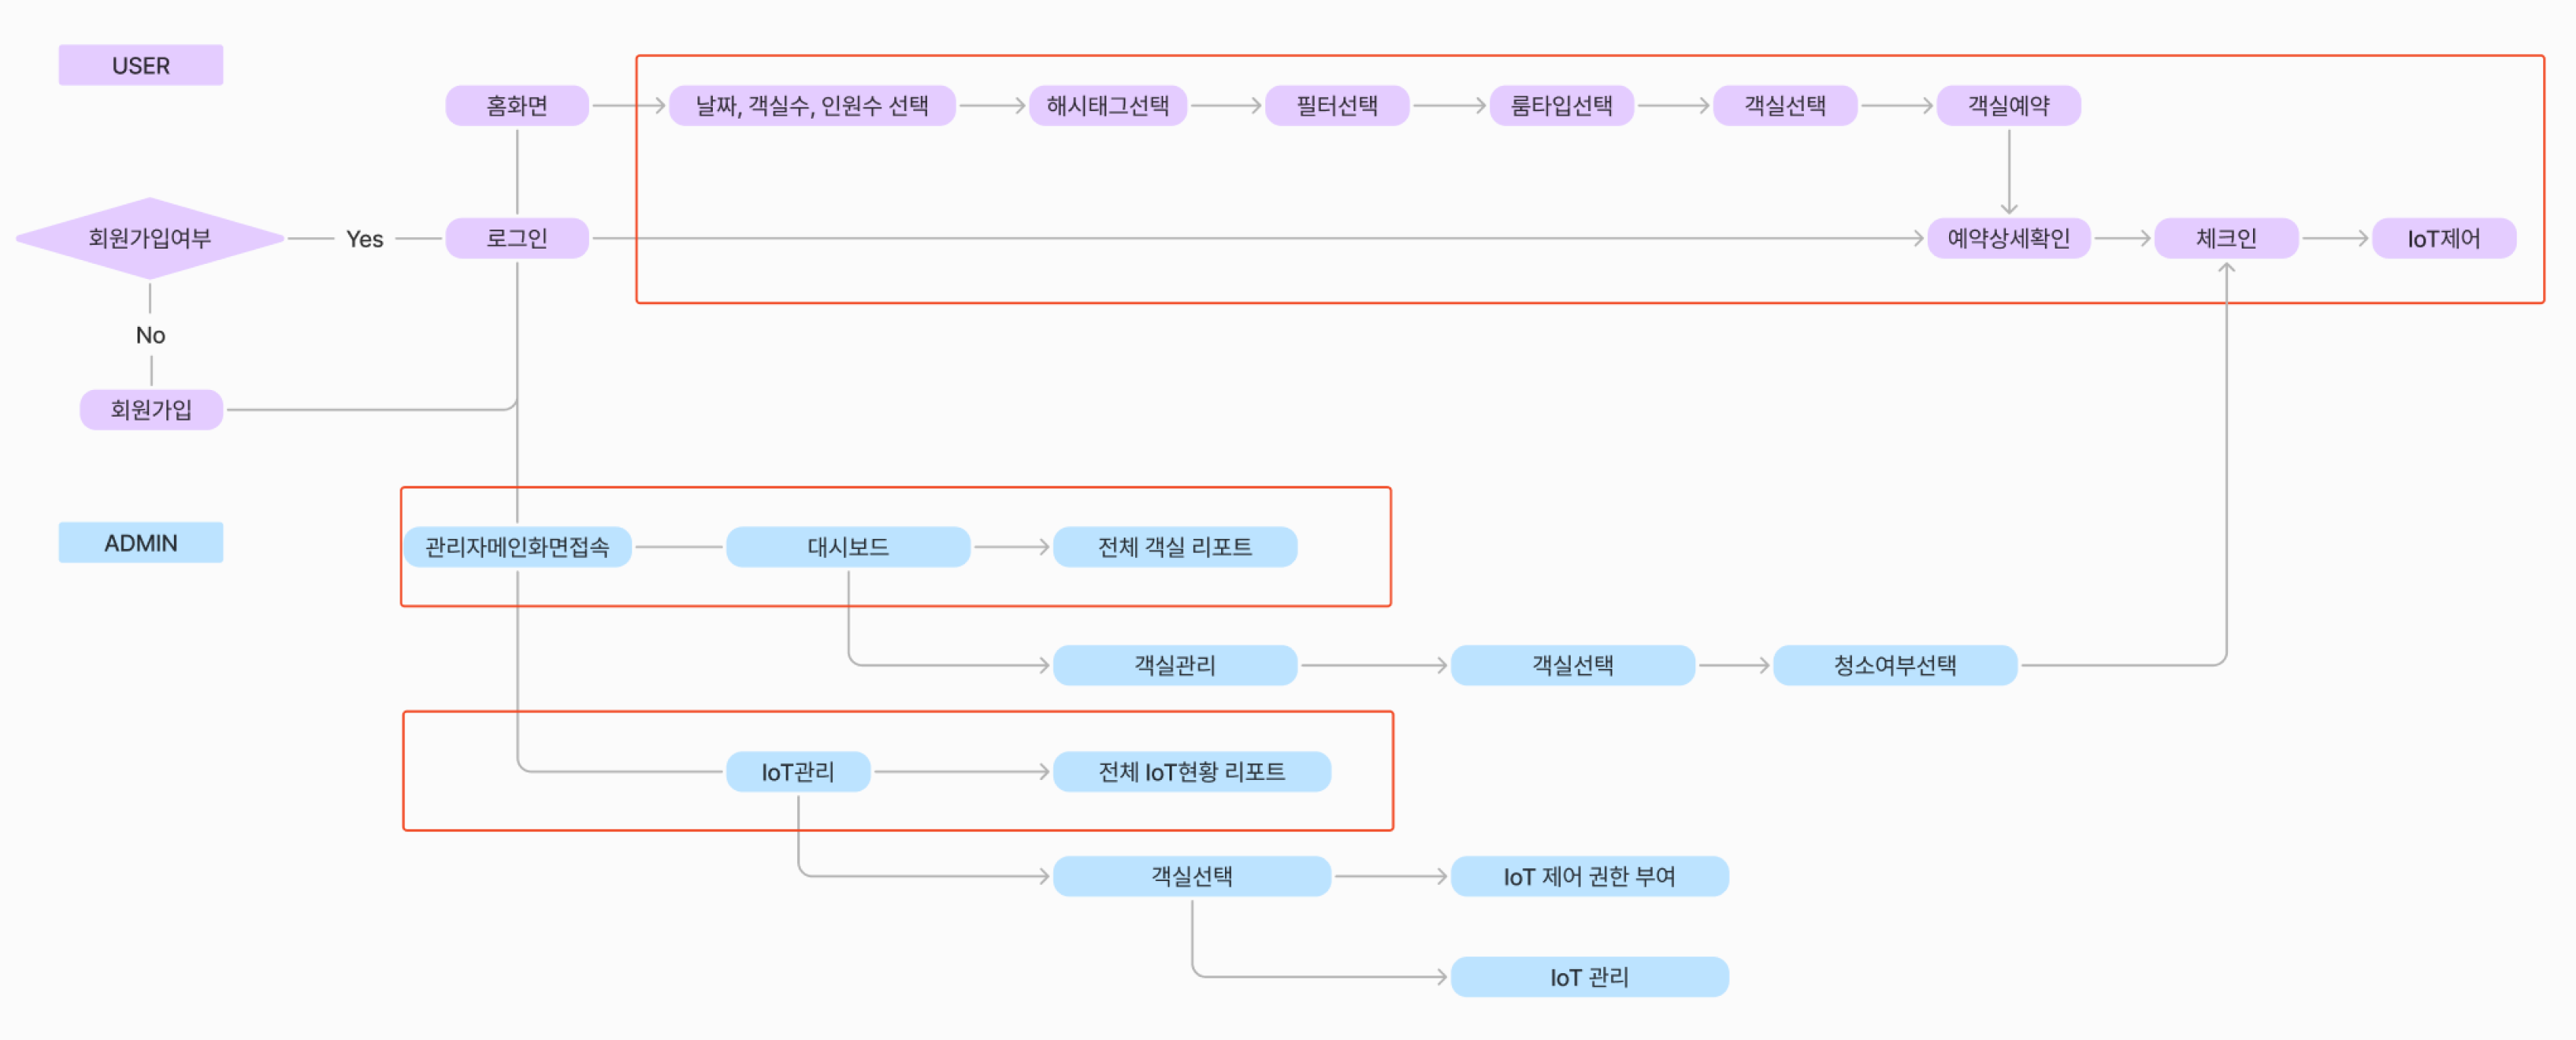 USER
홈화면
날짜, 객실수, 인원수 선택
해시태그선택
필터선택
룸타입선택
객실선택
객실예약
회원가입여부
Yes
로그인
예약상세확인
체크인
IoT제어
No
회원가입
ADMIN
관리자메인화면접속
대시보드
전체 객실 리포트
객실관리
객실선택
청소여부선택
IoT관리
전체 IoT현황 리포트
객실선택
IoT 제어 권한 부여
IoT 관리